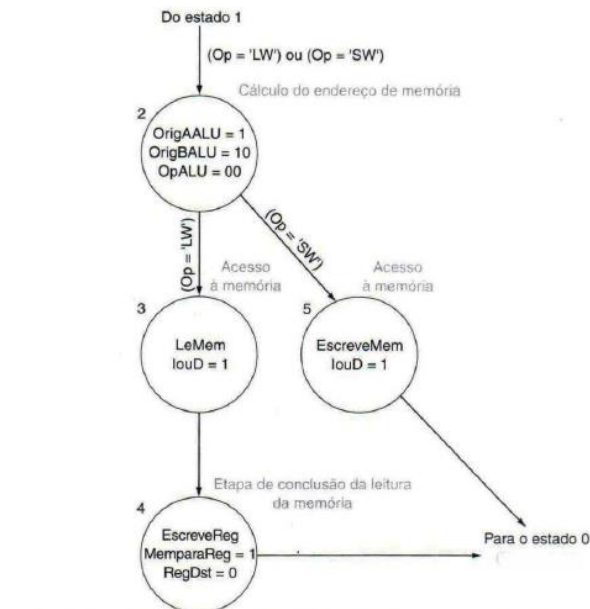 Do estado 1
(Op = 'LW') ou (Op = 'SW')
Cálculo do endereço de memória
2
OrigAALU = 1
OrigBALU = 10
OpALU = 00
(Op = 'LW')
(Op = 'SW')
Acesso
à memória
Acesso
à memória
3
LeMem
IouD = 1
5
EscreveMem
IouD = 1
Etapa de conclusão da leitura
da memória
4
EscreveReg
MemparaReg = 1
RegDst = 0
Para o estado 0